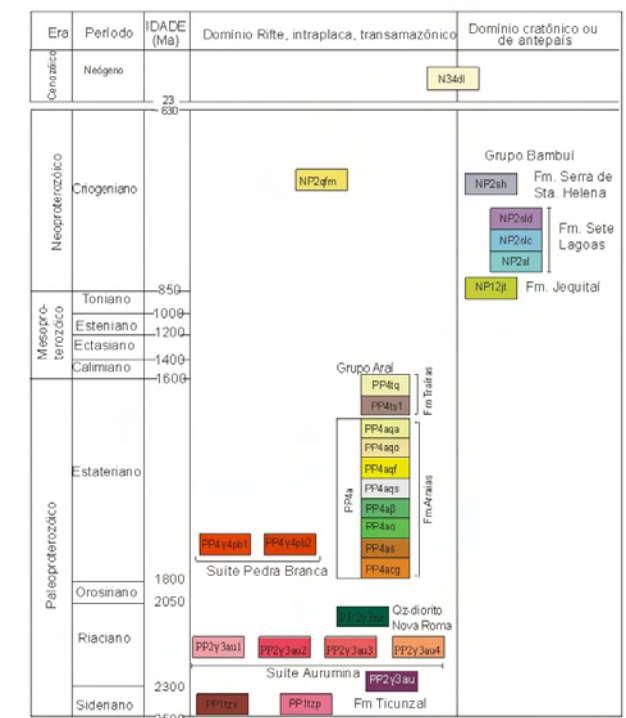 Era
Período
IDADE
(Ma)
Domínio Rifte, intraplaca, transamazônico
Domínio cratônico ou
de antepaís
Cenozóico
Neógeno
N34dl
23
630
Neoproterozóico
Criogeniano
NP2qfm
Grupo Bambuí
NP2sh
Fm. Serra de
Sta. Helena
NP2sld
NP2slc
NP2sl
Fm. Sete
Lagoas
850
NP12jt
Fm. Jequitaí
Mesopro-
terozóico
Toniano
1000
Esteniano
1200
Ectasiano
1400
Calimiano
1600
Grupo Araí
PP4tq
PP4ts1
Fm Traíras
Paleoproterozóico
Estateriano
PP4a
PP4aqa
PP4aqo
PP4aqf
PP4aqs
PP4aβ
PP4aα
PP4as
PP4acg
Fm Arraias
PP4γ4pb1
PP4γ4pb2
Suíte Pedra Branca
1800
Orosiriano
2050
Qz-diorito
Nova Roma
Riaciano
PP2γ3au1
PP2γ3au2
PP2γ3au3
PP2γ3au4
Suíte Aurumina
PP2γ3au
2300
Sideriano
PP1tzp
Fm Ticunzal